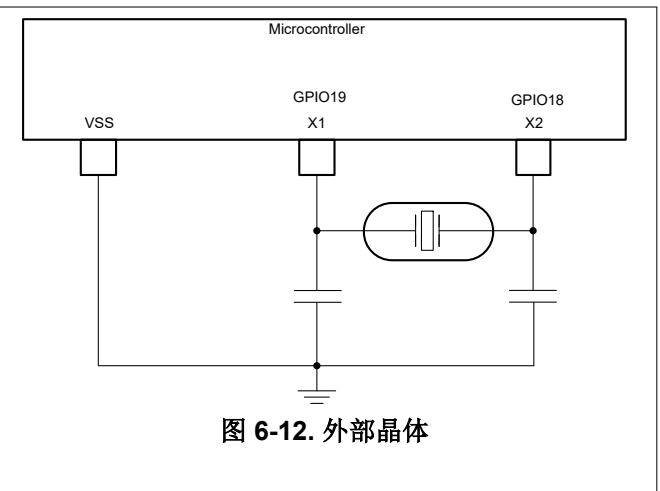 Microcontroller
GPIO19
GPIO18
VSS
X1
X2
图 6-12. 外部晶体